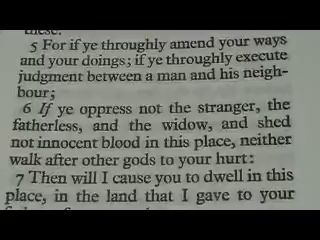 these.
5 For if ye throughly amend your ways
and your doings; if ye throughly execute
judgment between a man and his neigh-
bour;
6 If ye oppress not the stranger, the
fatherless, and the widow, and shed
not innocent blood in this place, neither
walk after other gods to your hurt:
7 Then will I cause you to dwell in this
place, in the land that I gave to your